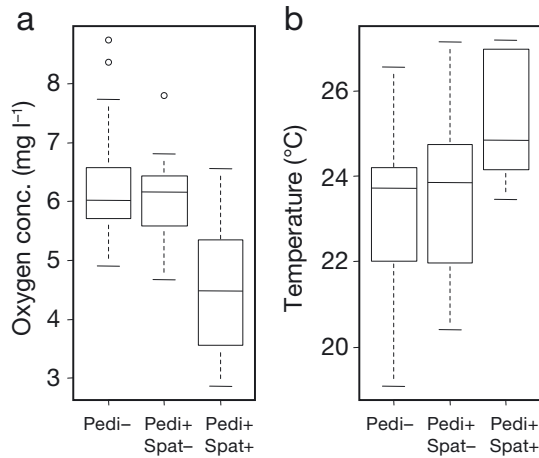 a
Oxygen conc. (mg l⁻¹)
8
7
6
5
4
3
Pedi–
Pedi+
Spat–
Pedi+
Spat+
b
Temperature (°C)
26
24
22
20
Pedi–
Pedi+
Spat–
Pedi+
Spat+